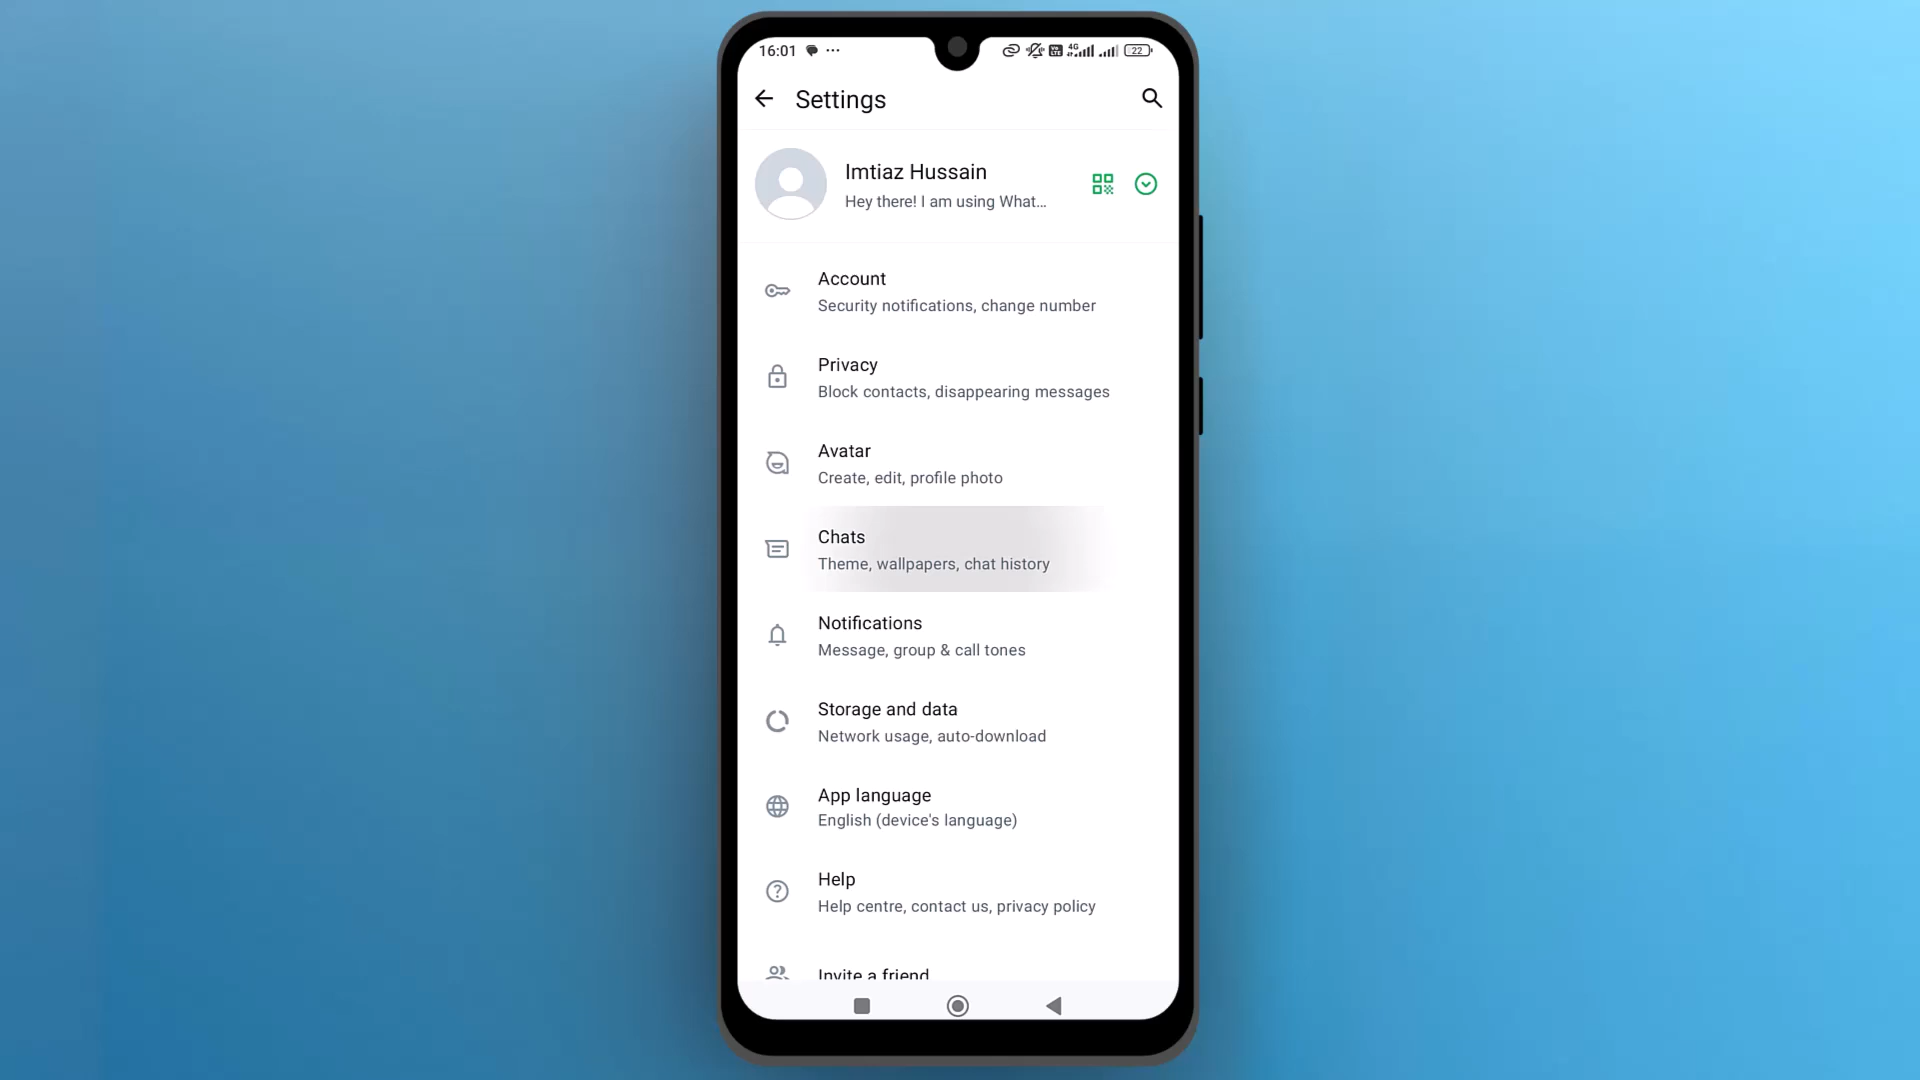 16:01
4G
22
Settings
Imtiaz Hussain
Hey there! I am using What...
Account
Security notifications, change number
Privacy
Block contacts, disappearing messages
Avatar
Create, edit, profile photo
Chats
Theme, wallpapers, chat history
Notifications
Message, group & call tones
Storage and data
Network usage, auto-download
App language
English (device's language)
Help
Help centre, contact us, privacy policy
Invite a friend